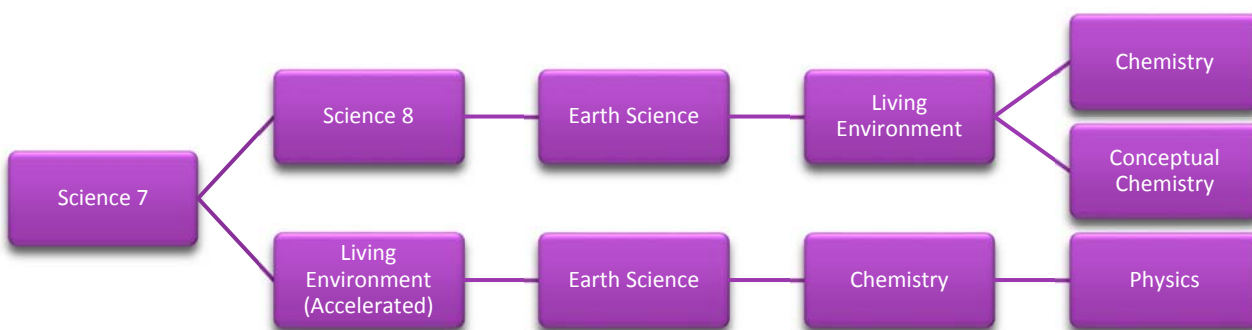 Science 7
Science 8
Earth Science
Living
Environment
Chemistry
Conceptual
Chemistry
Living
Environment
(Accelerated)
Earth Science
Chemistry
Physics